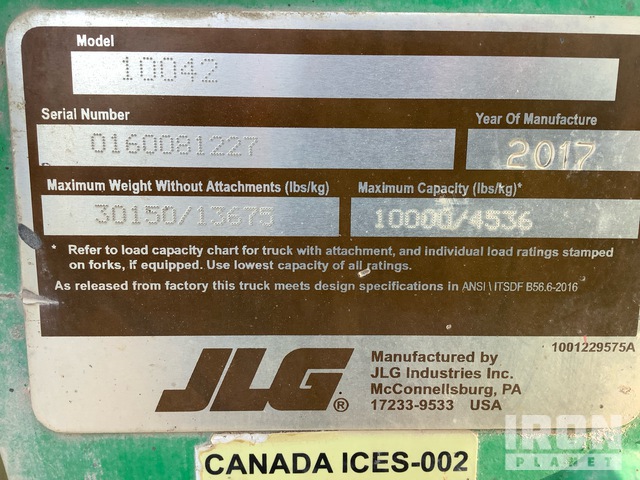 Model
10042
Serial Number
0160081227
Year Of Manufacture
2017
Maximum Weight Without Attachments (lbs/kg)
30150/13675
Maximum Capacity (lbs/kg)*
10000/4536
* Refer to load capacity chart for truck with attachment, and individual load ratings stamped
on forks, if equipped. Use lowest capacity of all ratings.
As released from factory this truck meets design specifications in ANSI \ ITSDF B56.6-2016
1001229575A
JLG®
Manufactured by
JLG Industries Inc.
McConnellsburg, PA
17233-9533 USA
CANADA ICES-002
IRON
PLANET